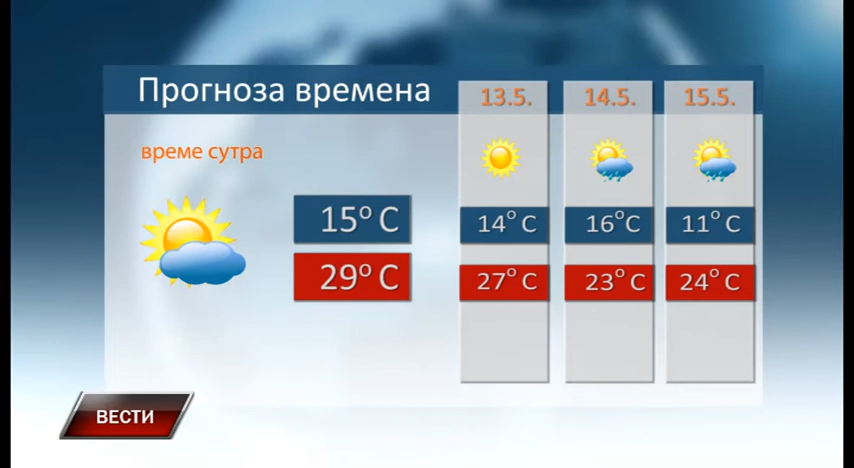 Прогноза времена
време сутра
15° C
29° C
13.5.
14° C
27° C
14.5.
16°C
23° C
15.5.
11° C
24° C
ВЕСТИ